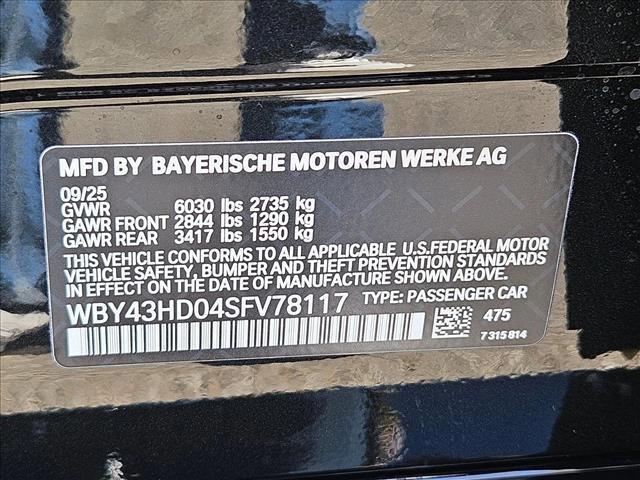 MFD BY BAYERISCHE MOTOREN WERKE AG
09/25
GVWR 6030 lbs 2735 kg
GAWR FRONT 2844 lbs 1290 kg
GAWR REAR 3417 lbs 1550 kg
THIS VEHICLE CONFORMS TO ALL APPLICABLE U.S.FEDERAL MOTOR
VEHICLE SAFETY, BUMPER AND THEFT PREVENTION STANDARDS
IN EFFECT ON THE DATE OF MANUFACTURE SHOWN ABOVE.
WBY43HD04SFV78117 TYPE: PASSENGER CAR
475
7315814